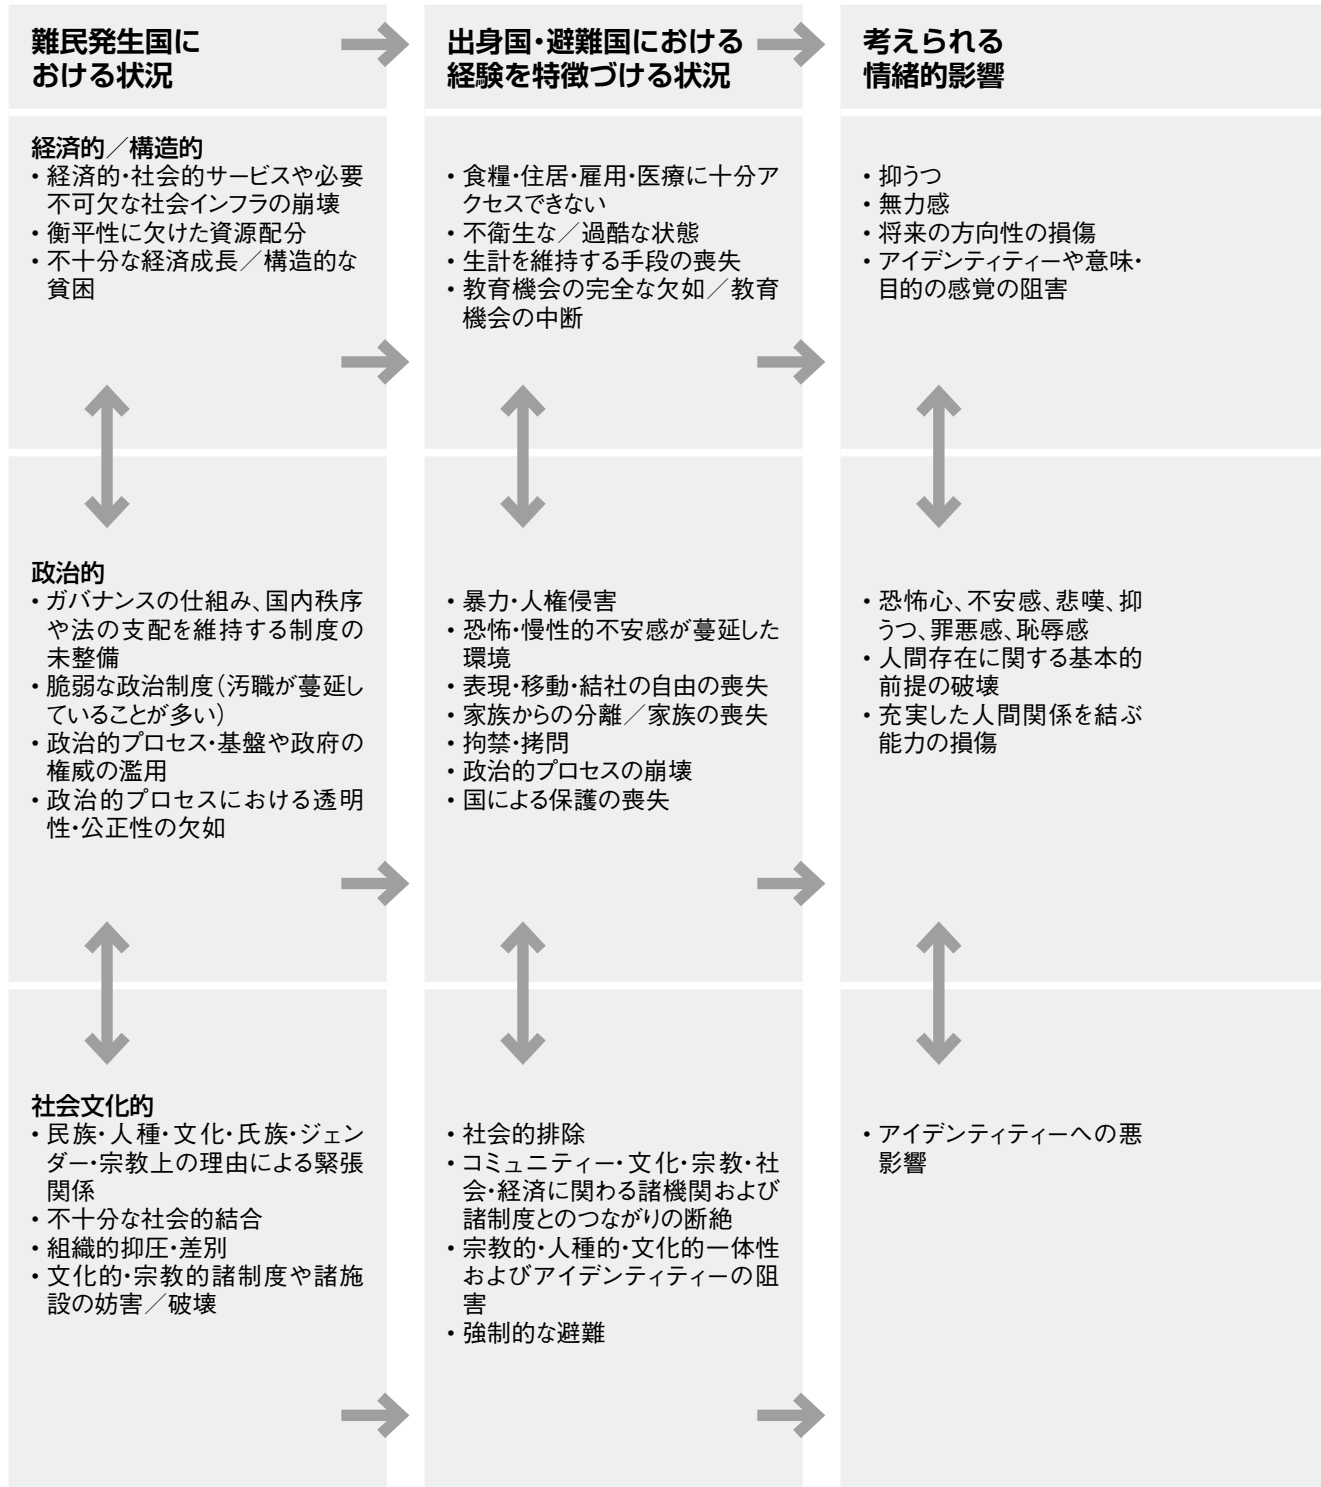 難民発生国に
おける状況
出身国・避難国における
経験を特徴づける状況
考えられる
情緒的影響
経済的／構造的
・経済的・社会的サービスや必要
不可欠な社会インフラの崩壊
・衡平性に欠けた資源配分
・不十分な経済成長／構造的な
貧困
・食糧・住居・雇用・医療に十分ア
クセスできない
・不衛生な／過酷な状態
・生計を維持する手段の喪失
・教育機会の完全な欠如／教育
機会の中断
・抑うつ
・無力感
・将来の方向性の損傷
・アイデンティティーや意味・
目的の感覚の阻害
政治的
・ガバナンスの仕組み、国内秩序
や法の支配を維持する制度の
未整備
・脆弱な政治制度（汚職が蔓延し
ていることが多い）
・政治的プロセス・基盤や政府の
権威の濫用
・政治的プロセスにおける透明
性・公正性の欠如
・暴力・人権侵害
・恐怖・慢性的不安感が蔓延した
環境
・表現・移動・結社の自由の喪失
・家族からの分離／家族の喪失
・拘禁・拷問
・政治的プロセスの崩壊
・国による保護の喪失
・恐怖心、不安感、悲嘆、抑
うつ、罪悪感、恥辱感
・人間存在に関する基本的
前提の破壊
・充実した人間関係を結ぶ
能力の損傷
社会文化的
・民族・人種・文化・氏族・ジェン
ダー・宗教上の理由による緊張
関係
・不十分な社会的結合
・組織的抑圧・差別
・文化的・宗教的諸制度や諸施
設の妨害／破壊
・社会的排除
・コミュニティー・文化・宗教・社
会・経済に関わる諸機関および
諸制度とのつながりの断絶
・宗教的・人種的・文化的一体性
およびアイデンティティーの阻
害
・強制的な避難
・アイデンティティーへの悪
影響